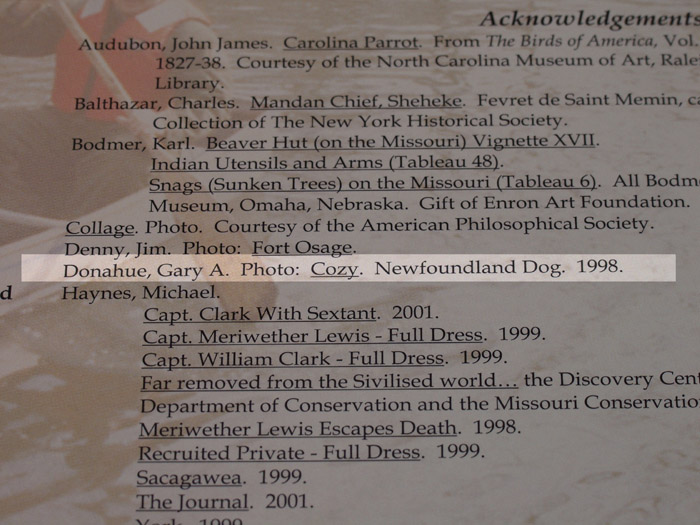 Acknowledgements
Audubon, John James. Carolina Parrot. From The Birds of America, Vol.
1827-38. Courtesy of the North Carolina Museum of Art,
Library.
Balthazar, Charles. Mandan Chief, Sheheke. Fevret de Saint Memin,
Collection of The New York Historical Society.
Bodmer, Karl. Beaver Hut (on the Missouri) Vignette XVII.
Indian Utensils and Arms (Tableau 48).
Snags (Sunken Trees) on the Missouri (Tableau 6). All
Museum, Omaha, Nebraska. Gift of Enron Art Foundation.
Collage. Photo. Courtesy of the American Philosophical Society.
Denny, Jim. Photo: Fort Osage.
Donahue, Gary A. Photo: Cozy. Newfoundland Dog. 1998.
d Haynes, Michael.
Capt. Clark With Sextant. 2001.
Capt. Meriwether Lewis - Full Dress. 1999.
Capt. William Clark - Full Dress. 1999.
Far removed from the Sivilised world... the Discovery
Department of Conservation and the Missouri
Meriwether Lewis Escapes Death. 1998.
Recruited Private - Full Dress. 1999.
Sacagawea. 1999.
The Journal. 2001.
York. 1999